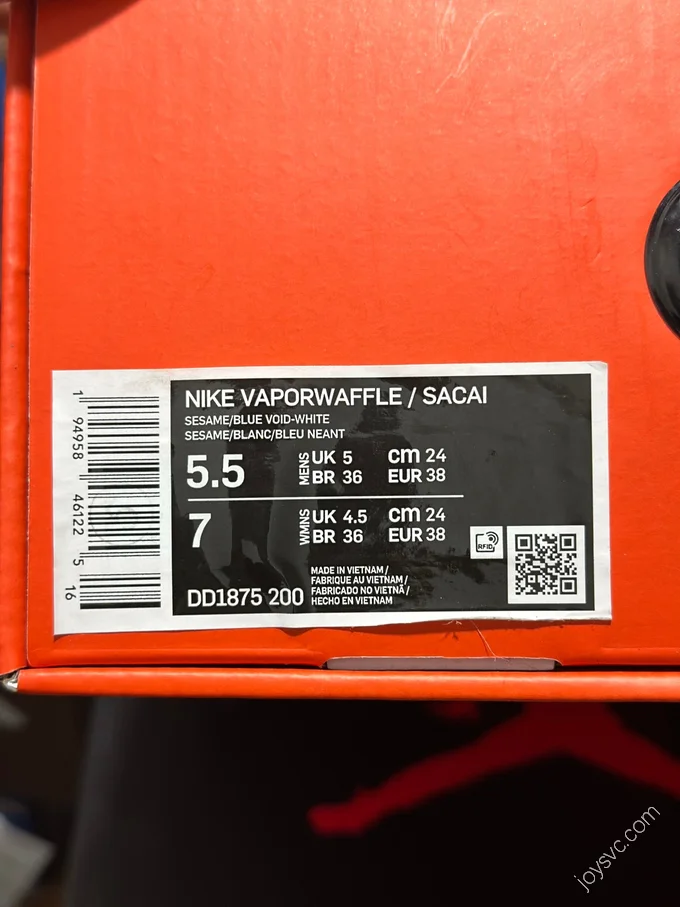 NIKE VAPORWAFFLE / SACAI
SESAME/BLUE VOID-WHITE
SESAME/BLANC/BLEU NEANT
5.5
MENS
UK 5
cm 24
BR 36
EUR 38
7
WMNS
UK 4.5
cm 24
BR 36
EUR 38
RFID
MADE IN VIETNAM /
FABRIQUE AU VIETNAM /
FABRICADO NO VIETNÃ /
HECHO EN VIETNAM
DD1875 200
1 94958 46122 5 16
joysvc.com